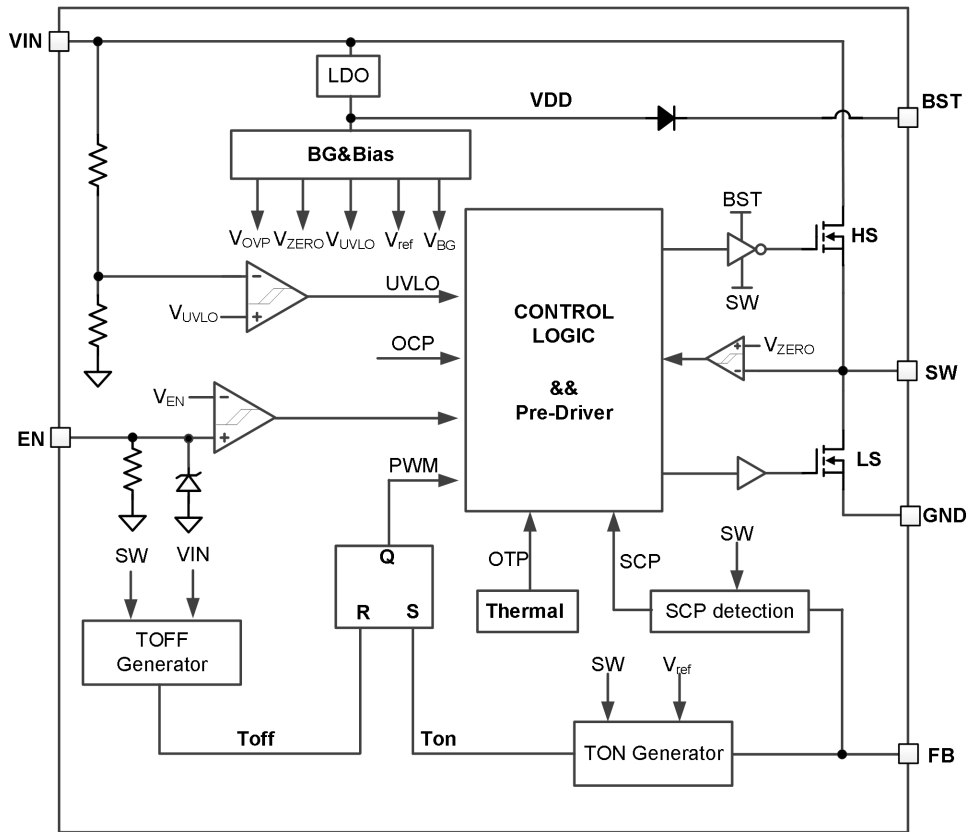 VIN
LDO
VDD
BST
BG&Bias
VOVP VZERO VUVLO Vref VBG
BST
HS
SW
UVLO
VUVLO
−
+
CONTROL
LOGIC
&&
Pre-Driver
OCP
+
−
VZERO
SW
VEN
−
+
EN
LS
PWM
GND
SW
VIN
Q
R
S
OTP
SCP
SW
Thermal
SCP detection
TOFF
Generator
SW
Vref
Toff
Ton
TON Generator
FB